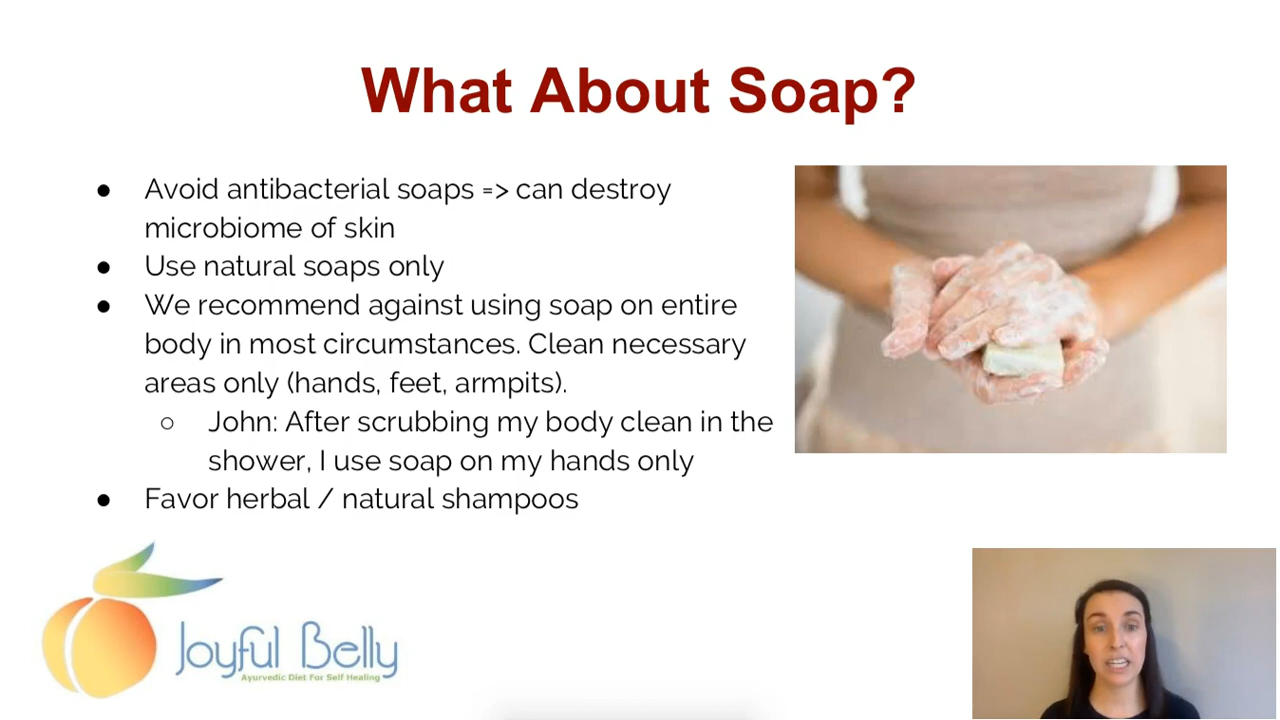 What About Soap?
● Avoid antibacterial soaps => can destroy
microbiome of skin
● Use natural soaps only
● We recommend against using soap on entire
body in most circumstances. Clean necessary
areas only (hands, feet, armpits).
○ John: After scrubbing my body clean in the
shower, I use soap on my hands only
● Favor herbal / natural shampoos
Joyful Belly
Ayurvedic Diet For Self Healing